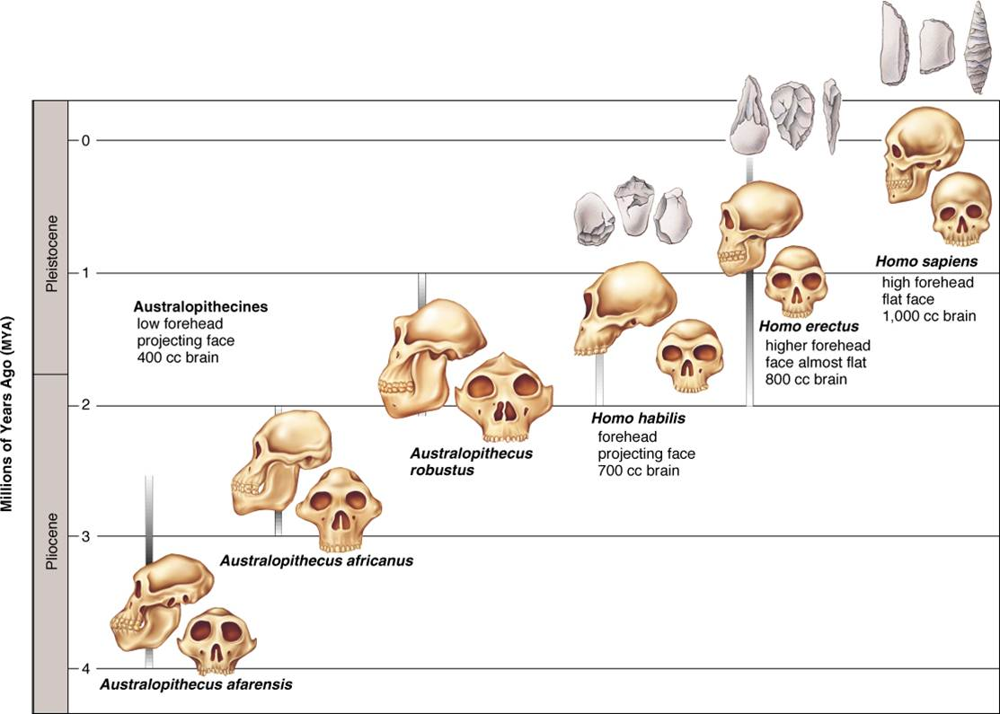 Millions of Years Ago (MYA)
Pleistocene
Pliocene
0
1
2
3
4
Australopithecines
low forehead
projecting face
400 cc brain
Australopithecus afarensis
Australopithecus africanus
Australopithecus
robustus
Homo habilis
forehead
projecting face
700 cc brain
Homo erectus
higher forehead
face almost flat
800 cc brain
Homo sapiens
high forehead
flat face
1,000 cc brain